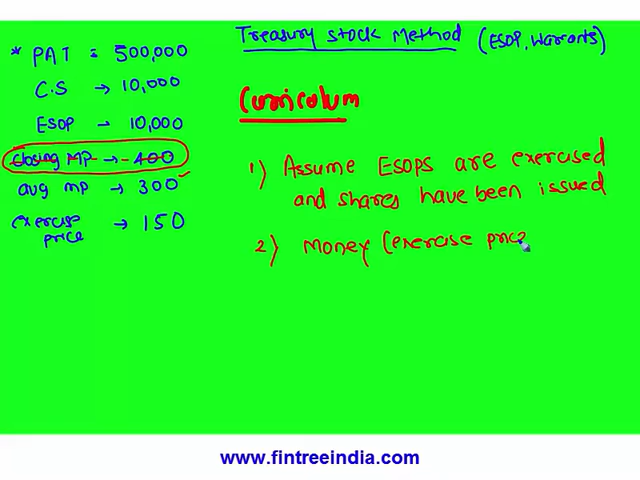 Treasury Stock Method (ESOP, Warrants)
* PAT = 500,000
C.S → 10,000
ESOP → 10,000
Closing MP → 400
avg mp → 300
exercise price → 150
Curriculum
1) Assume ESOPS are exercised
and shares have been issued
2) Money (exercise price
www.fintreeindia.com